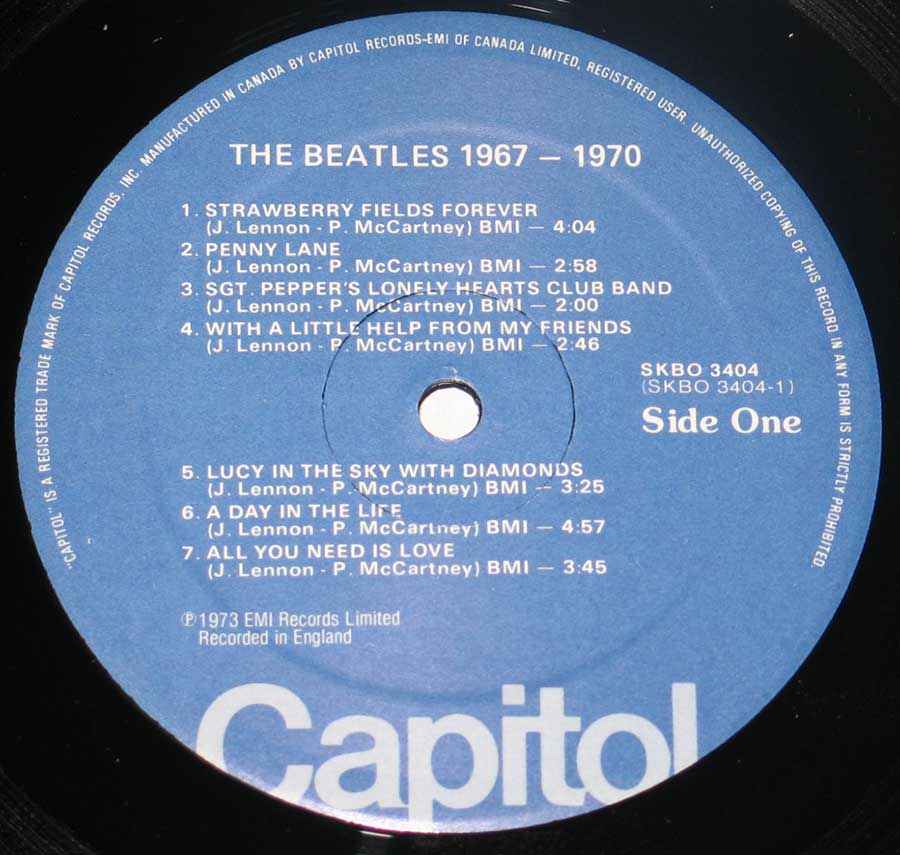 "CAPITOL" IS A REGISTERED TRADE MARK OF CAPITOL RECORDS, INC. MANUFACTURED IN CANADA BY CAPITOL RECORDS-EMI OF CANADA LIMITED, REGISTERED USER. UNAUTHORIZED COPYING OF THIS RECORD IN ANY FORM IS STRICTLY PROHIBITED.
THE BEATLES 1967 — 1970
1. STRAWBERRY FIELDS FOREVER
(J. Lennon - P. McCartney) BMI — 4:04
2. PENNY LANE
(J. Lennon - P. McCartney) BMI — 2:58
3. SGT. PEPPER'S LONELY HEARTS CLUB BAND
(J. Lennon - P. McCartney) BMI — 2:00
4. WITH A LITTLE HELP FROM MY FRIENDS
(J. Lennon - P. McCartney) BMI — 2:46
SKBO 3404
(SKBO 3404-1)
Side One
5. LUCY IN THE SKY WITH DIAMONDS
(J. Lennon - P. McCartney) BMI — 3:25
6. A DAY IN THE LIFE
(J. Lennon - P. McCartney) BMI — 4:57
7. ALL YOU NEED IS LOVE
(J. Lennon - P. McCartney) BMI — 3:45
℗1973 EMI Records Limited
Recorded in England
Capitol